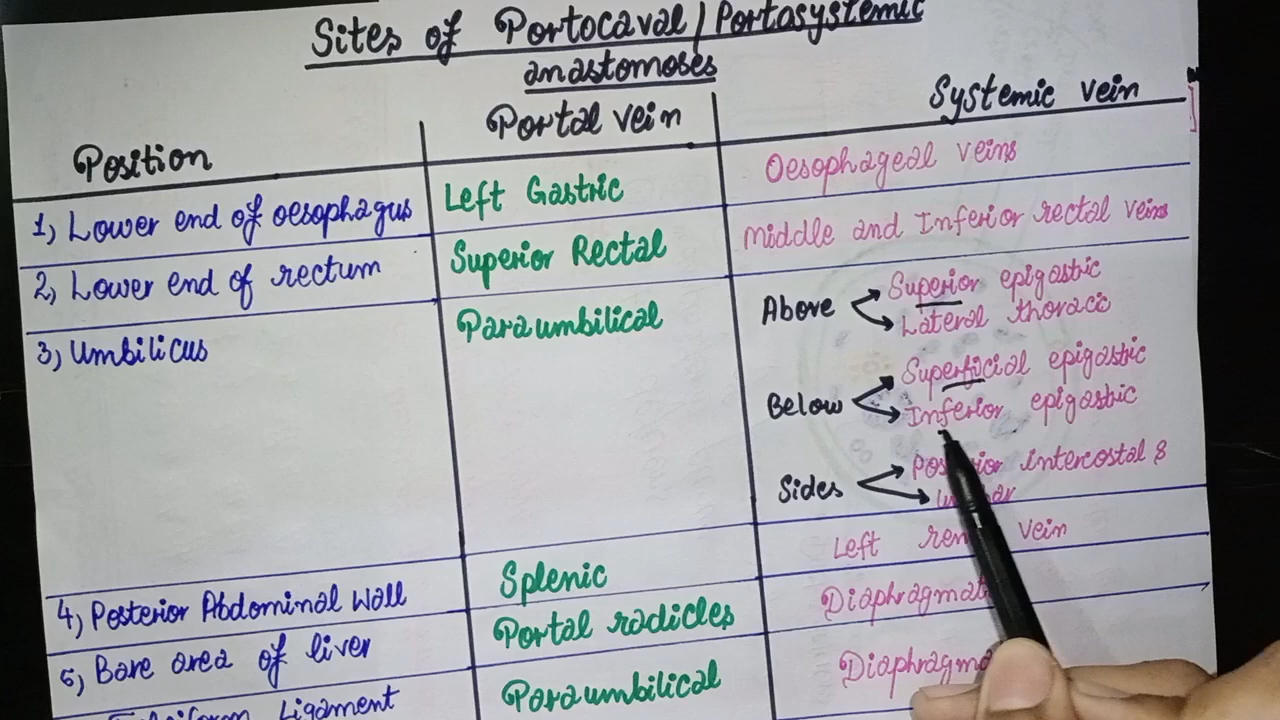 Sites of Portocaval / Portasystemic
anastomoses
Position Portal vein Systemic vein
1, Lower end of oesophagus Left Gastric Oesophageal veins
2, Lower end of rectum Superior Rectal Middle and Inferior rectal veins
3, Umbilicus Paraumbilical
Above Superior epigastric
Lateral thoracic
Below Superficial epigastric
Inferior epigastric
Sides intercostal &
4, Posterior Abdominal Wall Splenic Left vein
5, Bare area of liver Portal radicles
Ligament Paraumbilical